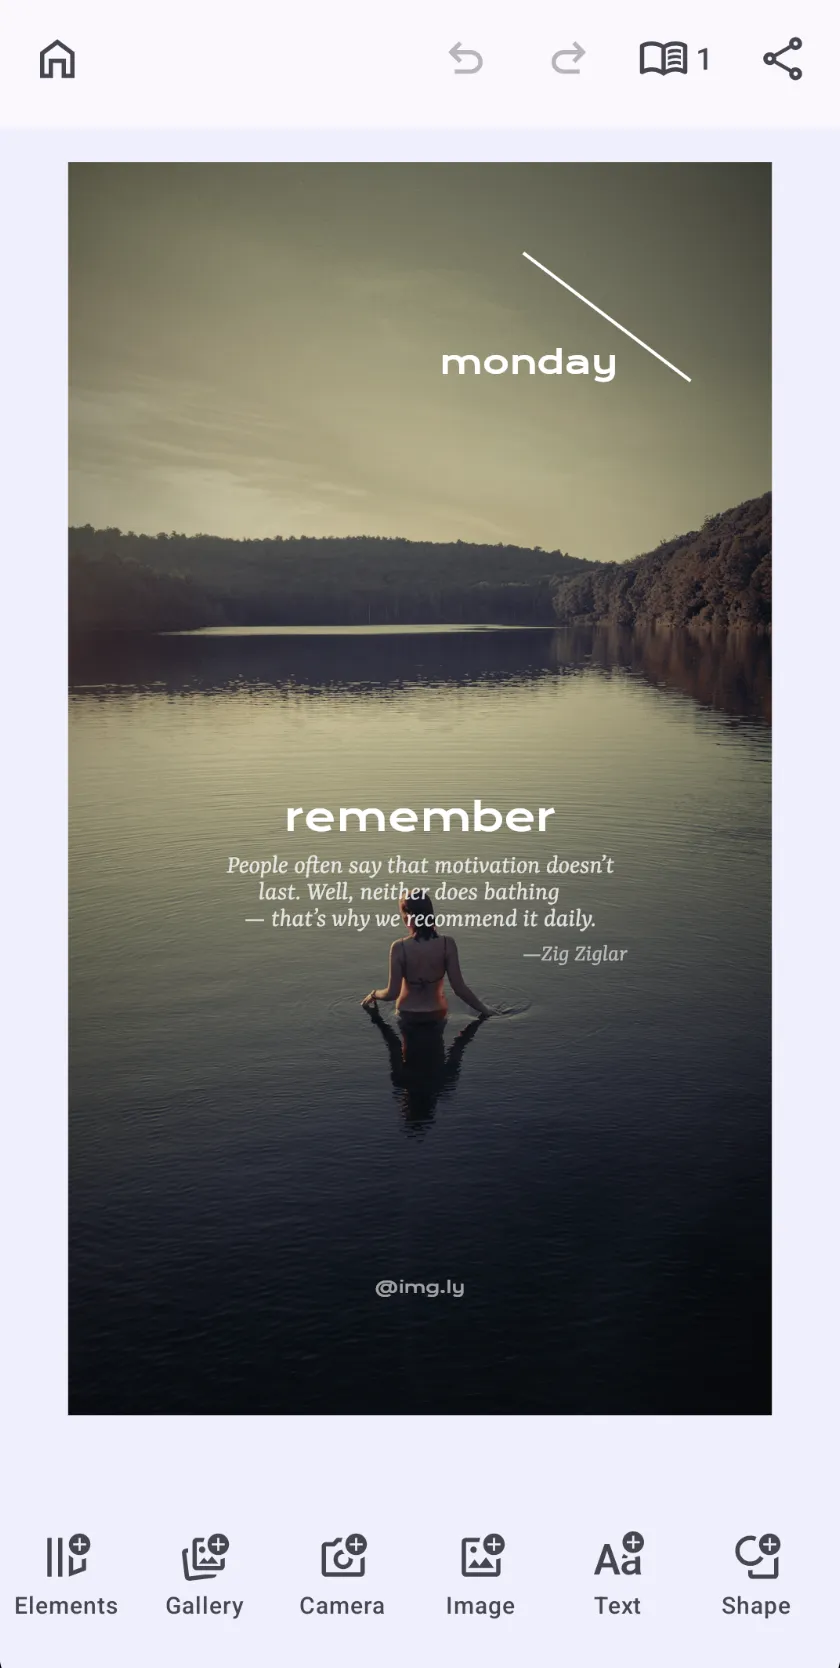 1
monday
remember
People often say that motivation doesn’t
last. Well, neither does bathing
— that’s why we recommend it daily.
—Zig Ziglar
@img.ly
Elements
Gallery
Camera
Image
Text
Shape